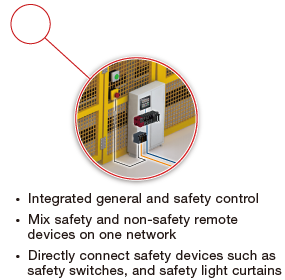 • Integrated general and safety control
• Mix safety and non-safety remote
devices on one network
• Directly connect safety devices such as
safety switches, and safety light curtains